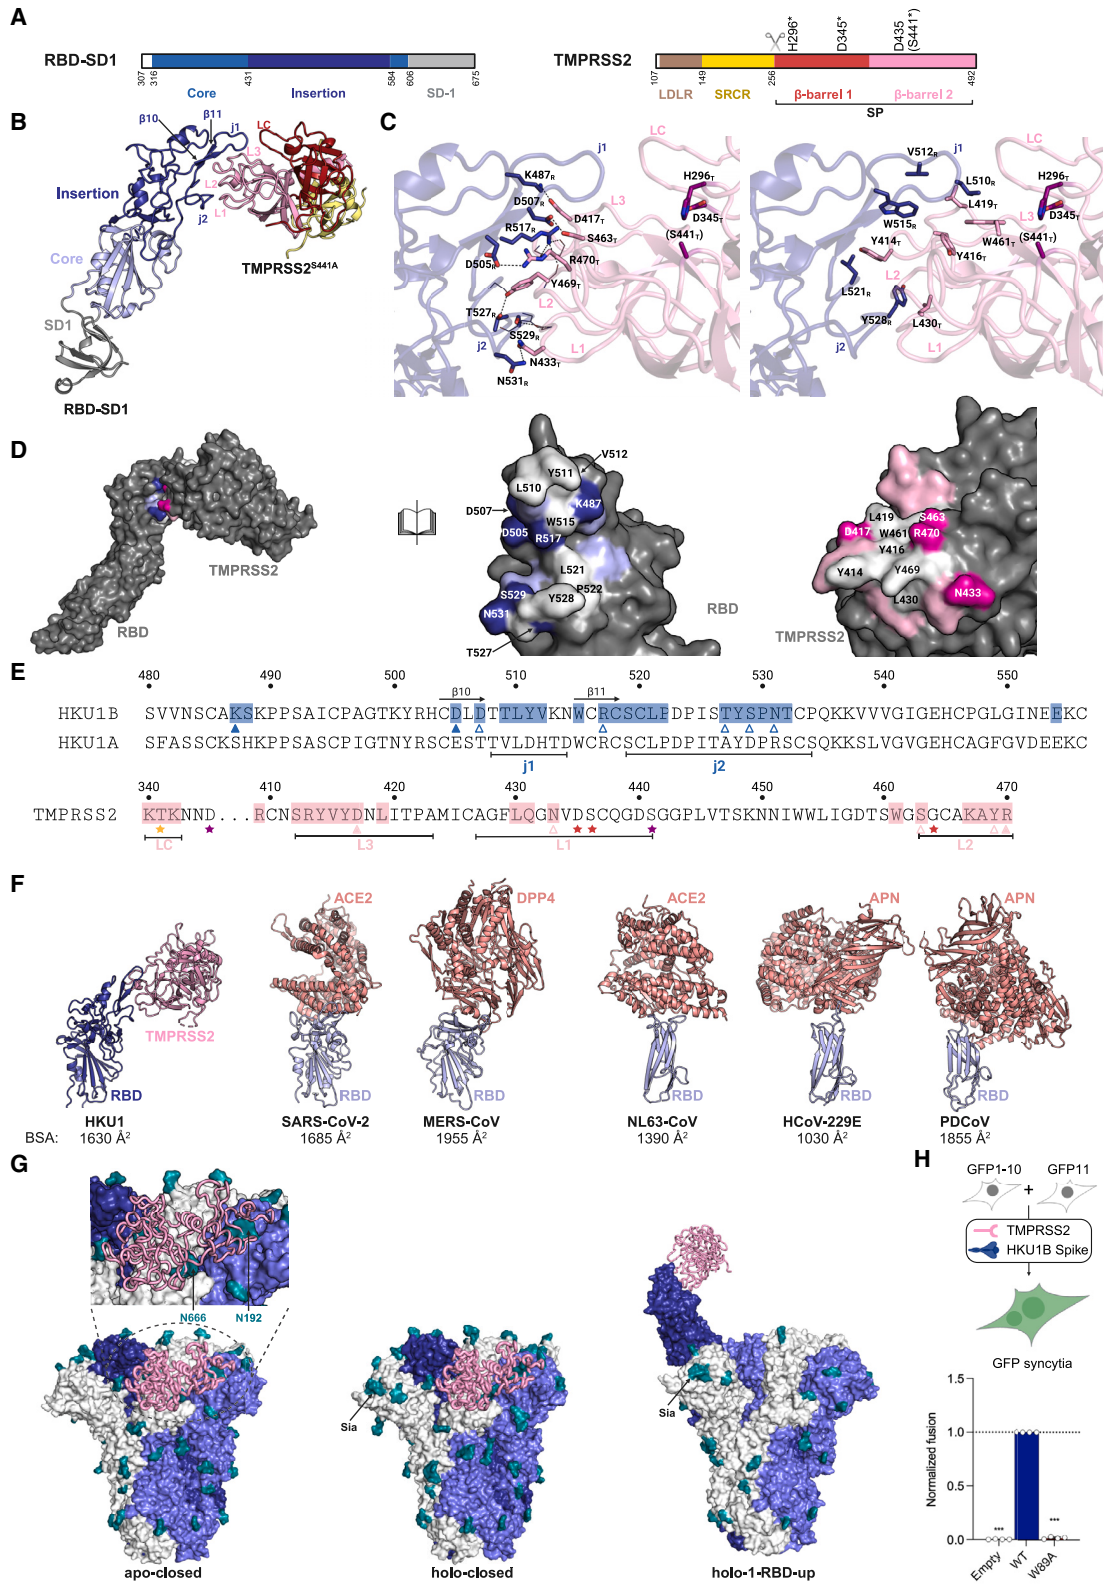 A
RBD-SD1
307
316
431
584
606
675
Core
Insertion
SD-1
TMPRSS2
107
149
256
492
H296*
D345*
D435
(S441*)
LDLR
SRCR
β-barrel 1
β-barrel 2
SP
B
β10
β11
j1
LC
L3
L2
L1
j2
Insertion
Core
SD1
RBD-SD1
TMPRSS2S441A
C
LC
j1
K487R
D507R
R517R
D505R
T527R
S529R
N531R
j2
L3
D417T
S463T
R470T
Y469T
L2
N433T
L1
H296T
D345T
(S441T)
LC
V512R
j1
L510R
L419T
W515R
Y414T
L3
W461T
Y416T
L2
L521R
Y528R
L430T
L1
j2
H296T
D345T
(S441T)
D
TMPRSS2
RBD
V512
Y511
L510
K487
D507
W515
D505
R517
L521
P522
S529
Y528
N531
T527
RBD
L419
S463
D417
W461
R470
Y416
Y414
Y469
N433
L430
TMPRSS2
E
480 490 500 510 520 530 540 550
β10 β11
HKU1B SVVNSCAKSKPPSAICPAGTKYRHCDLDTTLYVKNWCRCSCLPDPISTYSPNTCPQKKVVVGIGEHCPGLGINEEKC
HKU1A SFASSCKSHKPPSASCPIGTNYRSCESTTVLDHTDWCRCSCLPDPITAYDPRSCSQKKSLVGVGEHCAGFGVDEEKC
j1 j2
340 410 420 430 440 450 460 470
TMPRSS2 KTKNND...RCNSRYVYDNLITPAMICAGFLQGNVDSCQGDSGGPLVTSKNNIWWLIGDTSWGSGCAKAYR
LC L3 L1 L2
F
ACE2
DPP4
ACE2
APN
APN
TMPRSS2
RBD
RBD
RBD
RBD
RBD
RBD
HKU1 SARS-CoV-2 MERS-CoV NL63-CoV HCoV-229E PDCoV
BSA: 1630 Å2 1685 Å2 1955 Å2 1390 Å2 1030 Å2 1855 Å2
G
N666
N192
Sia
Sia
apo-closed
holo-closed
holo-1-RBD-up
H
GFP1-10
GFP11
+
TMPRSS2
HKU1B Spike
GFP syncytia
Normalized fusion
1.5
1.0
0.5
0.0
***
***
Empty
WT
W89A